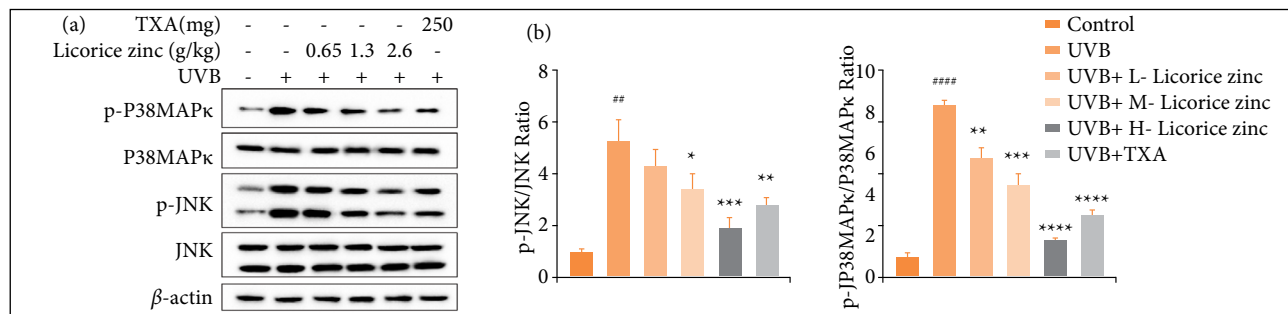 (a)
TXA(mg) - - - - - 250
Licorice zinc (g/kg) - - 0.65 1.3 2.6 -
UVB - + + + + +
p-P38MAPκ
P38MAPκ
p-JNK
JNK
β-actin
(b)
p-JNK/JNK Ratio
8
6
4
2
0
##
*
***
**
p-JP38MAPκ/P38MAPκ Ratio
10
8
6
4
2
0
####
**
***
****
****
Control
UVB
UVB+ L- Licorice zinc
UVB+ M- Licorice zinc
UVB+ H- Licorice zinc
UVB+TXA